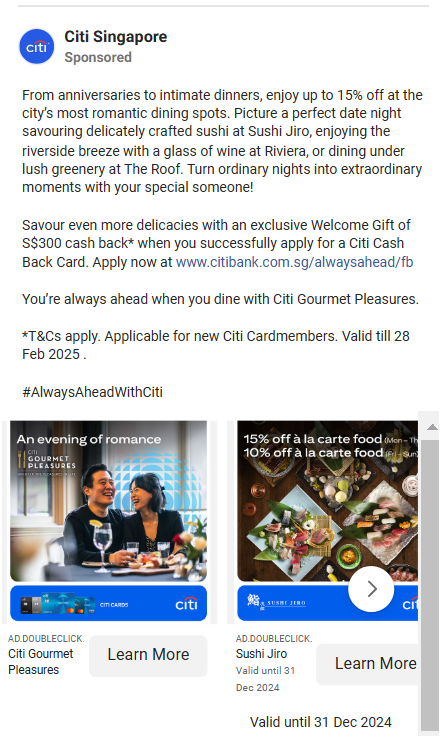 Citi Singapore
Sponsored
From anniversaries to intimate dinners, enjoy up to 15% off at the
city's most romantic dining spots. Picture a perfect date night
savouring delicately crafted sushi at Sushi Jiro, enjoying the
riverside breeze with a glass of wine at Riviera, or dining under
lush greenery at The Roof. Turn ordinary nights into extraordinary
moments with your special someone!
Savour even more delicacies with an exclusive Welcome Gift of
S$300 cash back* when you successfully apply for a Citi Cash
Back Card. Apply now at www.citibank.com.sg/alwaysahead/fb
You're always ahead when you dine with Citi Gourmet Pleasures.
*T&Cs apply. Applicable for new Citi Cardmembers. Valid till 28
Feb 2025 .
#AlwaysAheadWithCiti
An evening of romance
CITI
GOURMET
PLEASURES
CITI CARDS
citi
AD.DOUBLECLICK.
Citi Gourmet
Pleasures
Learn More
15% off à la carte food (Mon – Th
10% off à la carte food (Fri – Sun)
SUSHI JIRO
cit
AD.DOUBLECLICK.
Sushi Jiro
Valid until 31
Dec 2024
Learn More
Valid until 31 Dec 2024